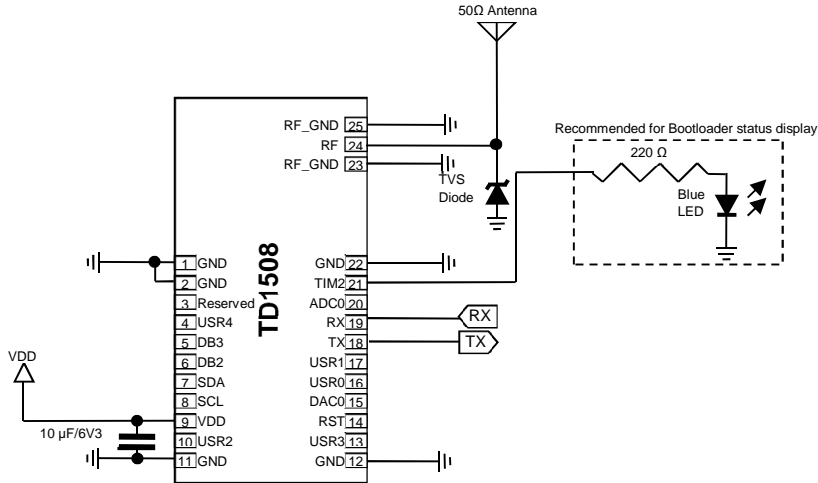 50Ω Antenna
RF_GND 25
RF 24
RF_GND 23
TVS
Diode
Recommended for Bootloader status display
220 Ω
Blue
LED
TD1508
1 GND
2 GND
3 Reserved
4 USR4
5 DB3
6 DB2
7 SDA
8 SCL
9 VDD
10 USR2
11 GND
GND 22
TIM2 21
ADC0 20
RX 19
TX 18
USR1 17
USR0 16
DAC0 15
RST 14
USR3 13
GND 12
RX
TX
VDD
10 µF/6V3